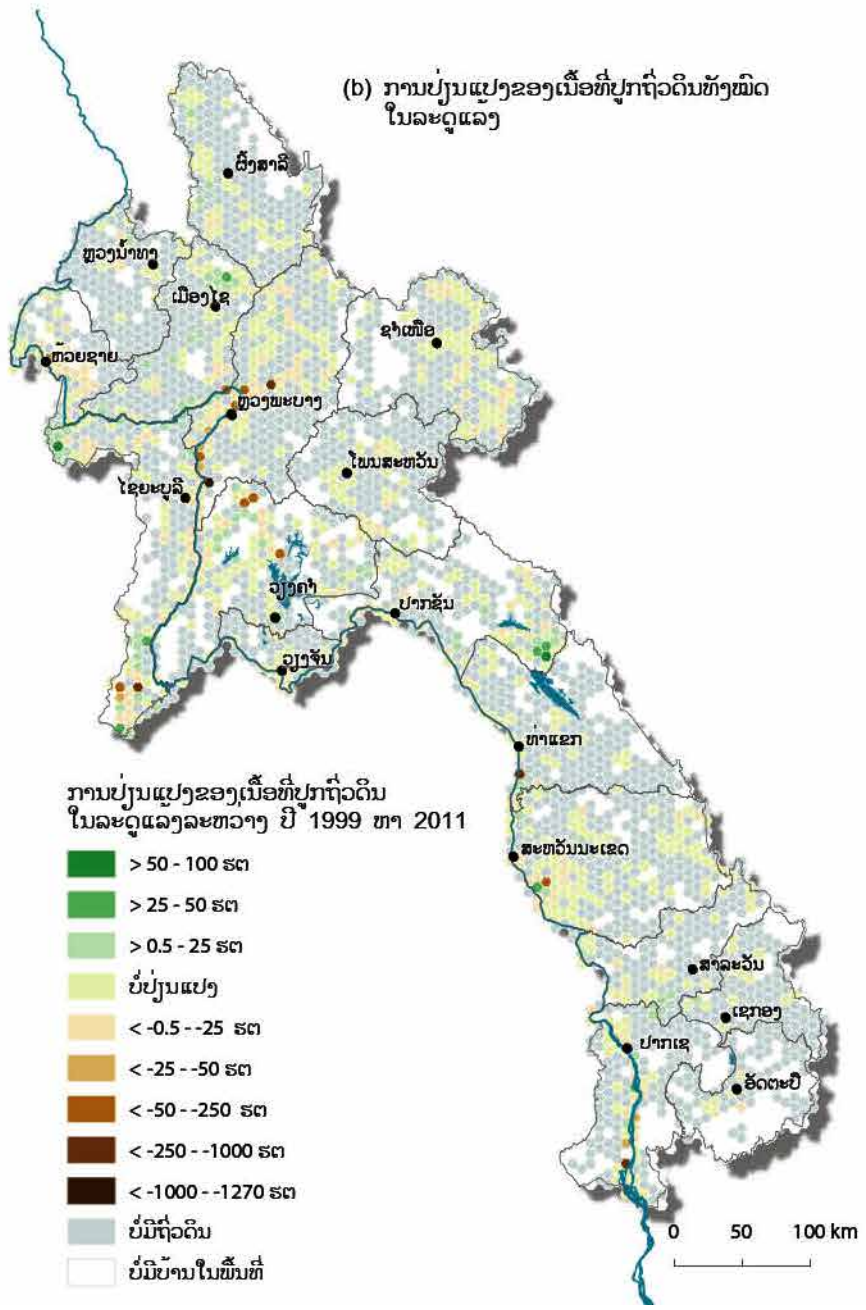 (b) ການປ່ຽນແປງຂອງເນື້ອທີ່ປູກຖົ່ວດິນທັງໝົດ
ໃນລະດູແລ້ງ
ຜົ້ງສາລີ
ຫຼວງນ້ຳທາ
ເມືອງໄຊ
ຊຳເໜືອ
ຫ້ວຍຊາຍ
ຫຼວງພະບາງ
ໂພນສະຫວັນ
ໄຊຍະບູລີ
ວຽງຄຳ
ປາກຊັນ
ວຽງຈັນ
ທ່າແຂກ
ການປ່ຽນແປງຂອງເນື້ອທີ່ປູກຖົ່ວດິນ
ໃນລະດູແລ້ງລະຫວ່າງ ປີ 1999 ຫາ 2011
> 50 - 100 ຮຕ
ສະຫວັນນະເຂດ
> 25 - 50 ຮຕ
> 0.5 - 25 ຮຕ
ບໍ່ປ່ຽນແປງ
ສາລະວັນ
< -0.5 - -25 ຮຕ
ເຊກອງ
< -25 - -50 ຮຕ
ປາກເຊ
ອັດຕະປື
< -50 - -250 ຮຕ
< -250 - -1000 ຮຕ
< -1000 - -1270 ຮຕ
ບໍ່ມີຖົ່ວດິນ
ບໍ່ມີບ້ານໃນພື້ນທີ່
0 50 100 km